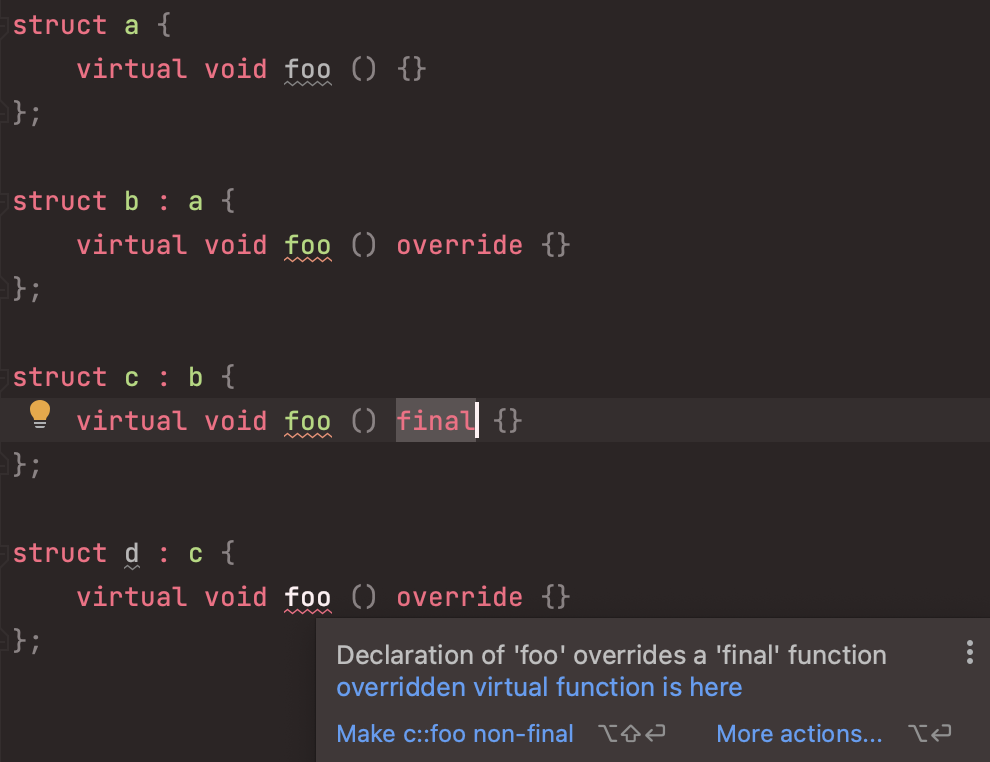 struct a {
    virtual void foo () {}
};
struct b : a {
    virtual void foo () override {}
};
struct c : b {
    virtual void foo () final {}
};
struct d : c {
    virtual void foo () override {}
};
Declaration of 'foo' overrides a 'final' function
overridden virtual function is here
Make c::foo non-final ⌥⇧↩ More actions... ⌥↩